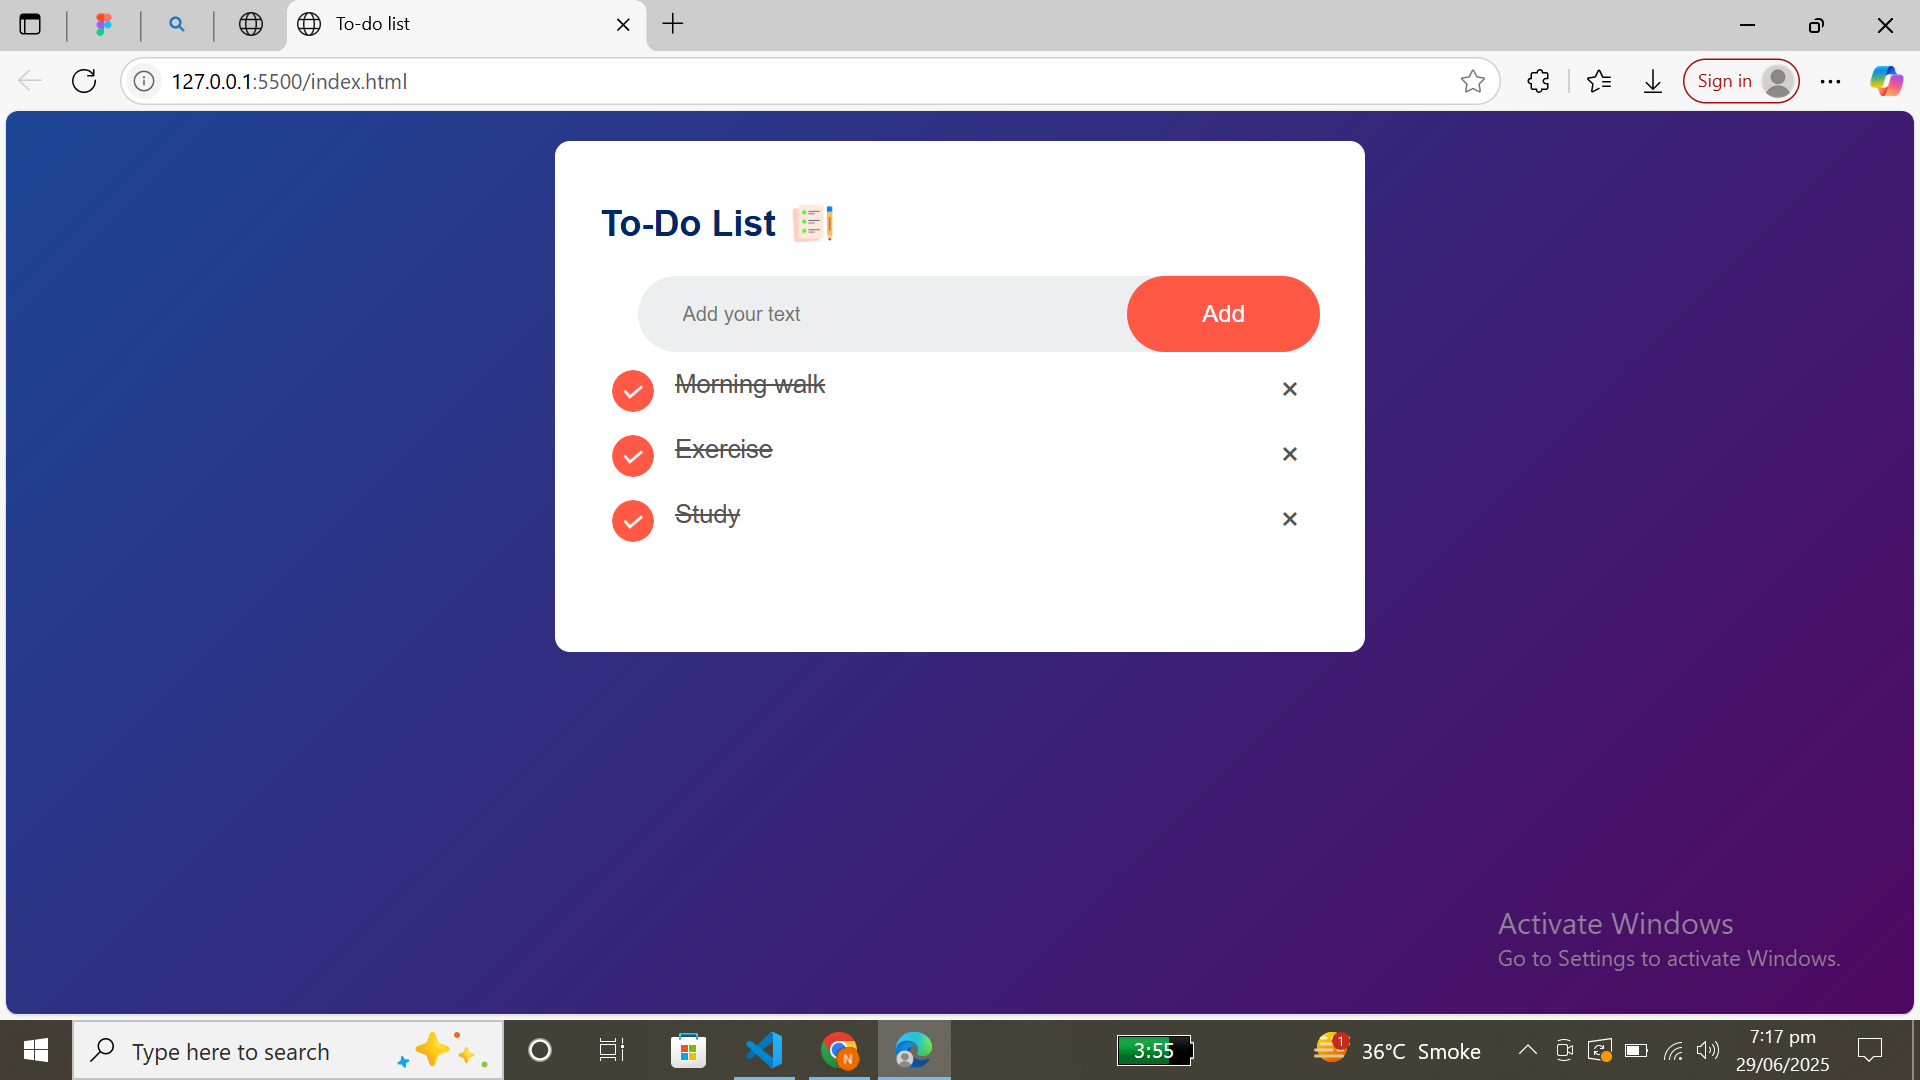 To-do list
127.0.0.1:5500/index.html
Sign in
To-Do List
Add your text
Add
Morning walk
Exercise
Study
Activate Windows
Go to Settings to activate Windows.
Type here to search
N
3:55
1
36°C Smoke
7:17 pm
29/06/2025